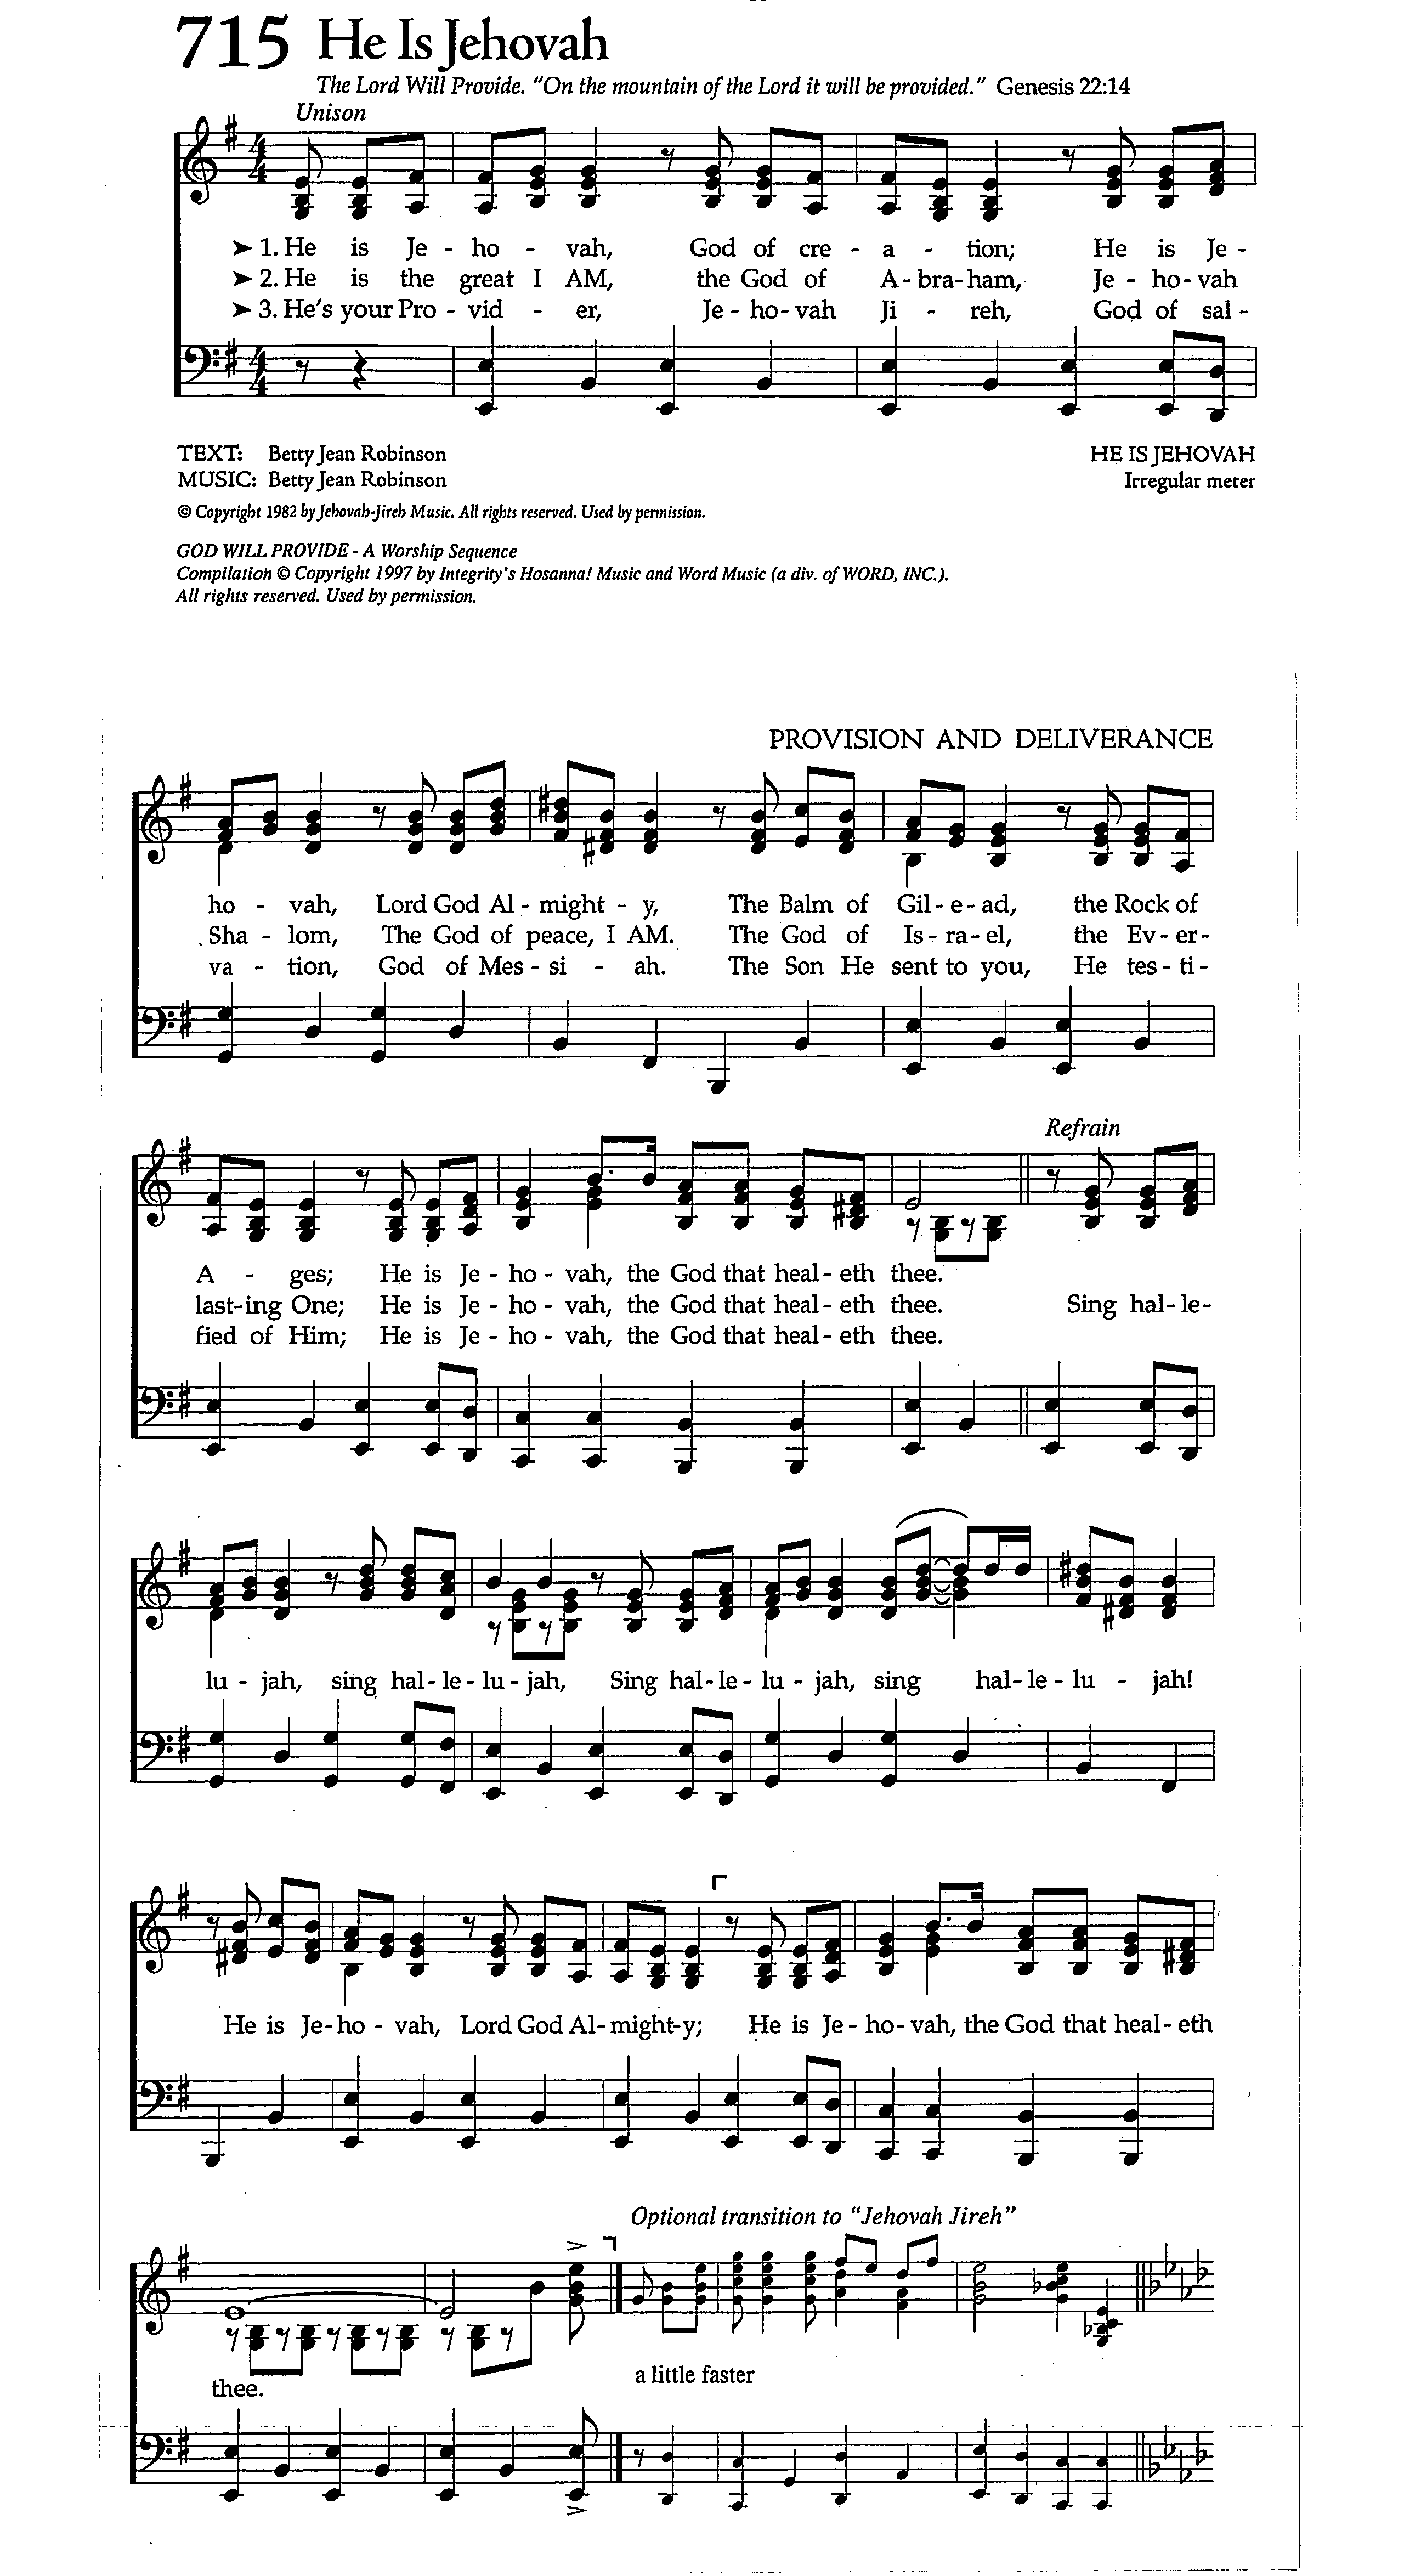 715 He Is Jehovah
The Lord Will Provide. "On the mountain of the Lord it will be provided." Genesis 22:14
Unison
➤ 1. He is Je - ho - vah, God of cre - a - tion; He is Je -
➤ 2. He is the great I AM, the God of A - bra - ham, Je - ho - vah
➤ 3. He's your Pro - vid - er, Je - ho - vah Ji - reh, God of sal -
TEXT: Betty Jean Robinson
HE IS JEHOVAH
MUSIC: Betty Jean Robinson
Irregular meter
© Copyright 1982 by Jehovah-Jireh Music. All rights reserved. Used by permission.
GOD WILL PROVIDE - A Worship Sequence
Compilation © Copyright 1997 by Integrity's Hosanna! Music and Word Music (a div. of WORD, INC.).
All rights reserved. Used by permission.
PROVISION AND DELIVERANCE
ho - vah, Lord God Al - might - y, The Balm of Gil - e - ad, the Rock of
Sha - lom, The God of peace, I AM. The God of Is - ra - el, the Ev - er -
va - tion, God of Mes - si - ah. The Son He sent to you, He tes - ti -
Refrain
A - ges; He is Je - ho - vah, the God that heal - eth thee.
last - ing One; He is Je - ho - vah, the God that heal - eth thee. Sing hal - le -
fied of Him; He is Je - ho - vah, the God that heal - eth thee.
lu - jah, sing hal - le - lu - jah, Sing hal - le - lu - jah, sing hal - le - lu - jah!
He is Je - ho - vah, Lord God Al - might - y; He is Je - ho - vah, the God that heal - eth
Optional transition to "Jehovah Jireh"
a little faster
thee.